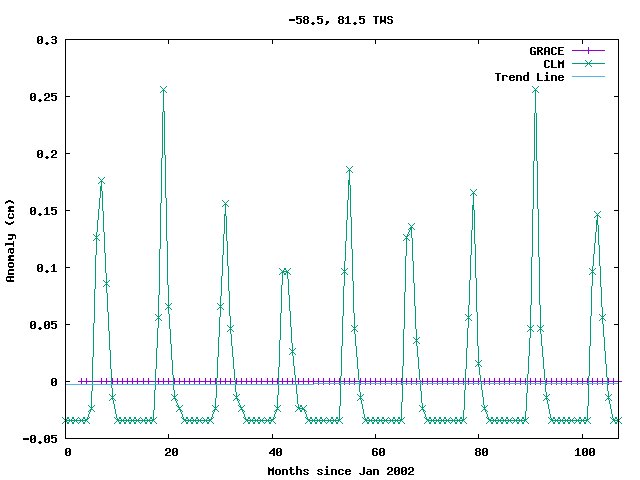 -58.5, 81.5 TWS
GRACE
CLM
Trend Line
0.3
0.25
0.2
0.15
0.1
0.05
0
-0.05
Anomaly (cm)
0 20 40 60 80 100
Months since Jan 2002